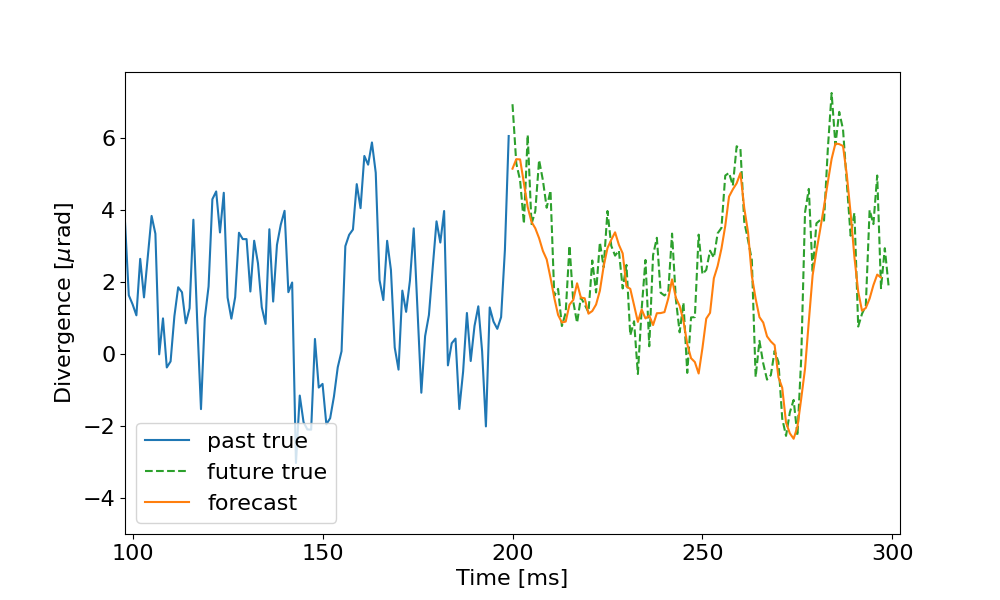 Divergence [μrad]
6
4
2
0
−2
−4
past true
future true
forecast
100 150 200 250 300
Time [ms]